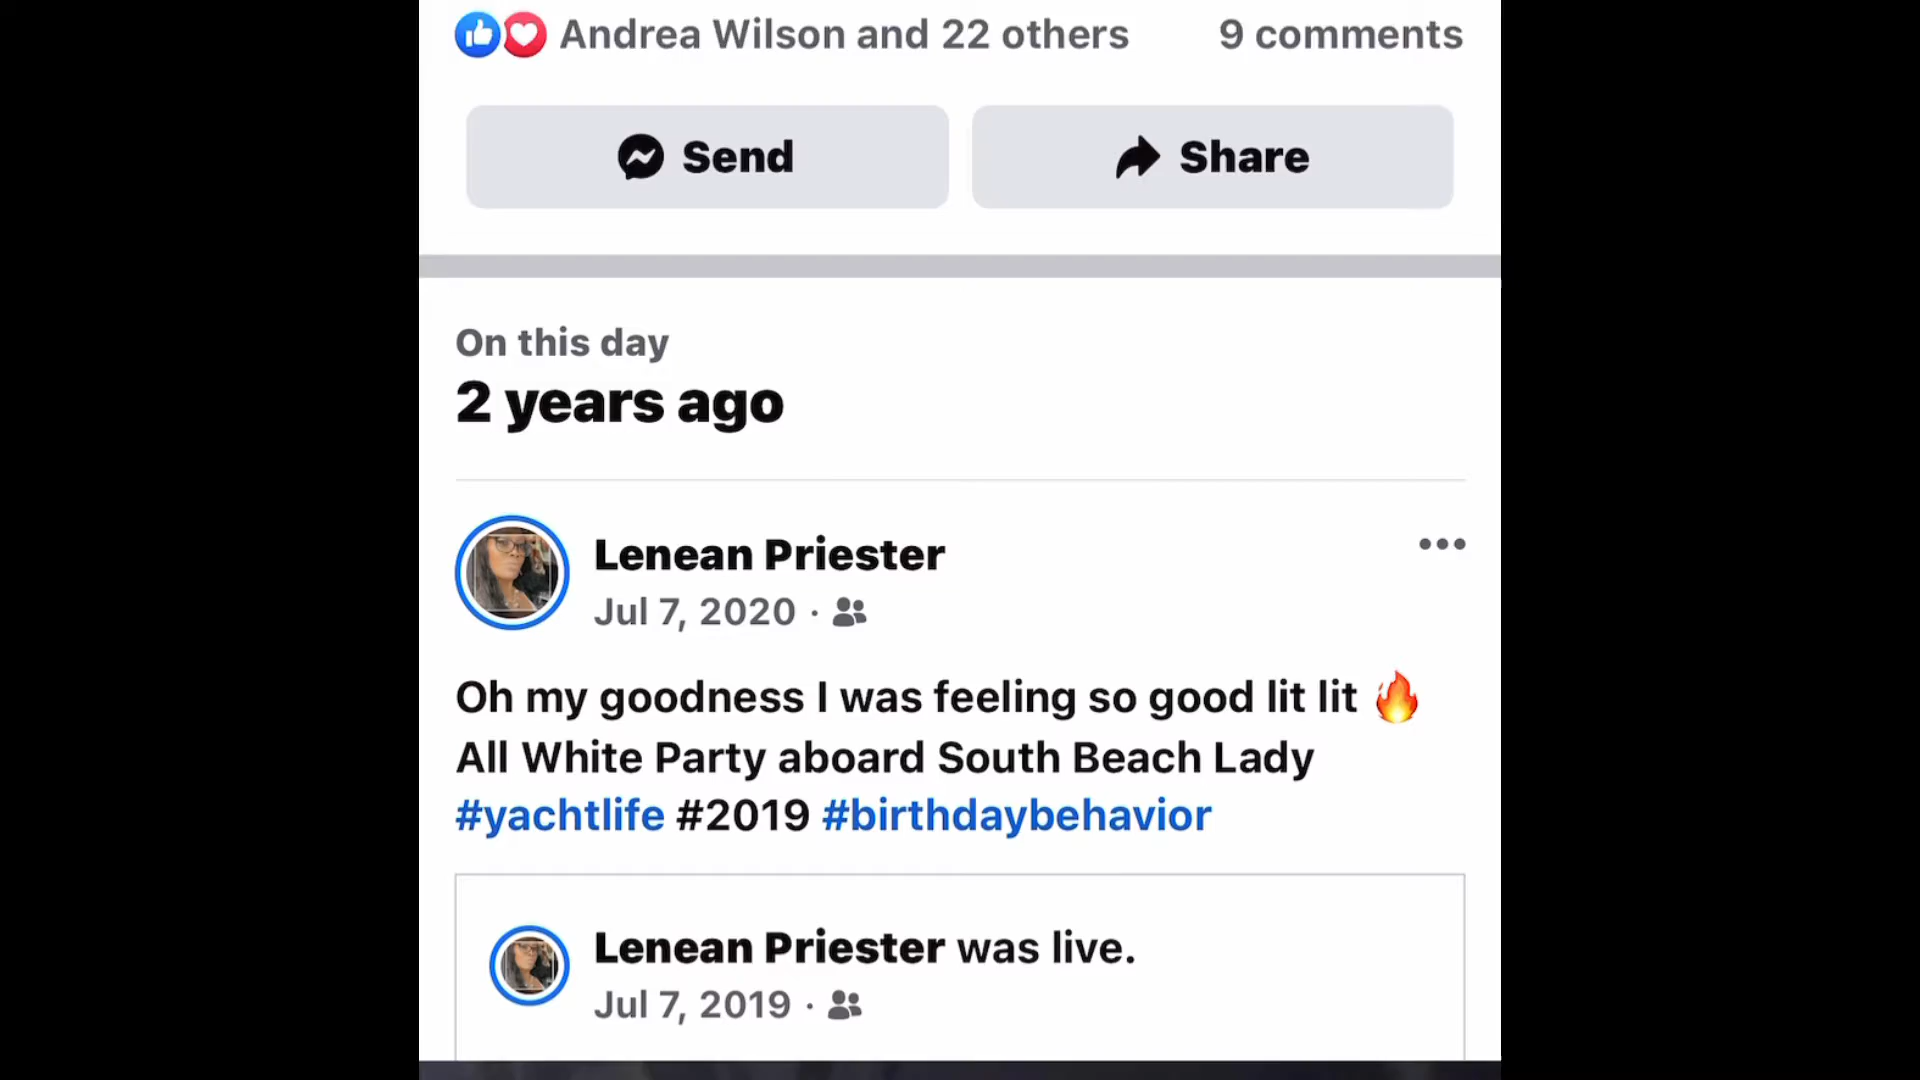 Andrea Wilson and 22 others 9 comments
Send Share
On this day
2 years ago
Lenean Priester
Jul 7, 2020 ·
Oh my goodness I was feeling so good lit lit 🔥
All White Party aboard South Beach Lady
#yachtlife #2019 #birthdaybehavior
Lenean Priester was live.
Jul 7, 2019 ·